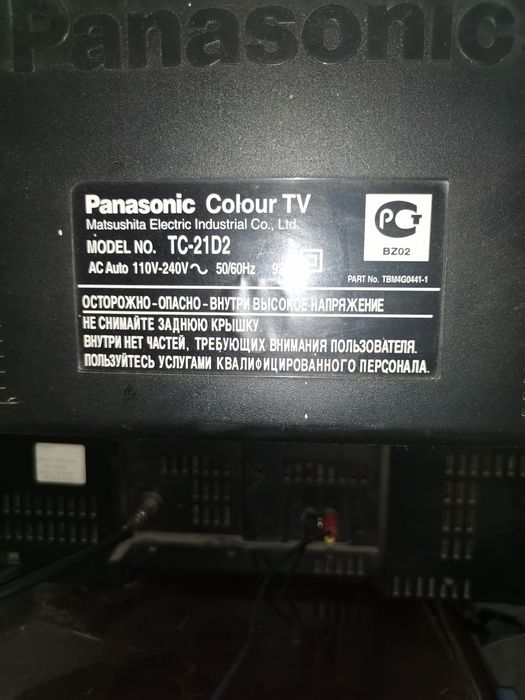 Panasonic
Panasonic Colour TV
Matsushita Electric Industrial Co., Ltd.
MODEL NO. TC-21D2
AC Auto 110V-240V~ 50/60Hz
РСТ
BZ02
PART No. TBM4G0441-1
ОСТОРОЖНО-ОПАСНО-ВНУТРИ ВЫСОКОЕ НАПРЯЖЕНИЕ
НЕ СНИМАЙТЕ ЗАДНЮЮ КРЫШКУ.
ВНУТРИ НЕТ ЧАСТЕЙ, ТРЕБУЮЩИХ ВНИМАНИЯ ПОЛЬЗОВАТЕЛЯ.
ПОЛЬЗУЙТЕСЬ УСЛУГАМИ КВАЛИФИЦИРОВАННОГО ПЕРСОНАЛА.